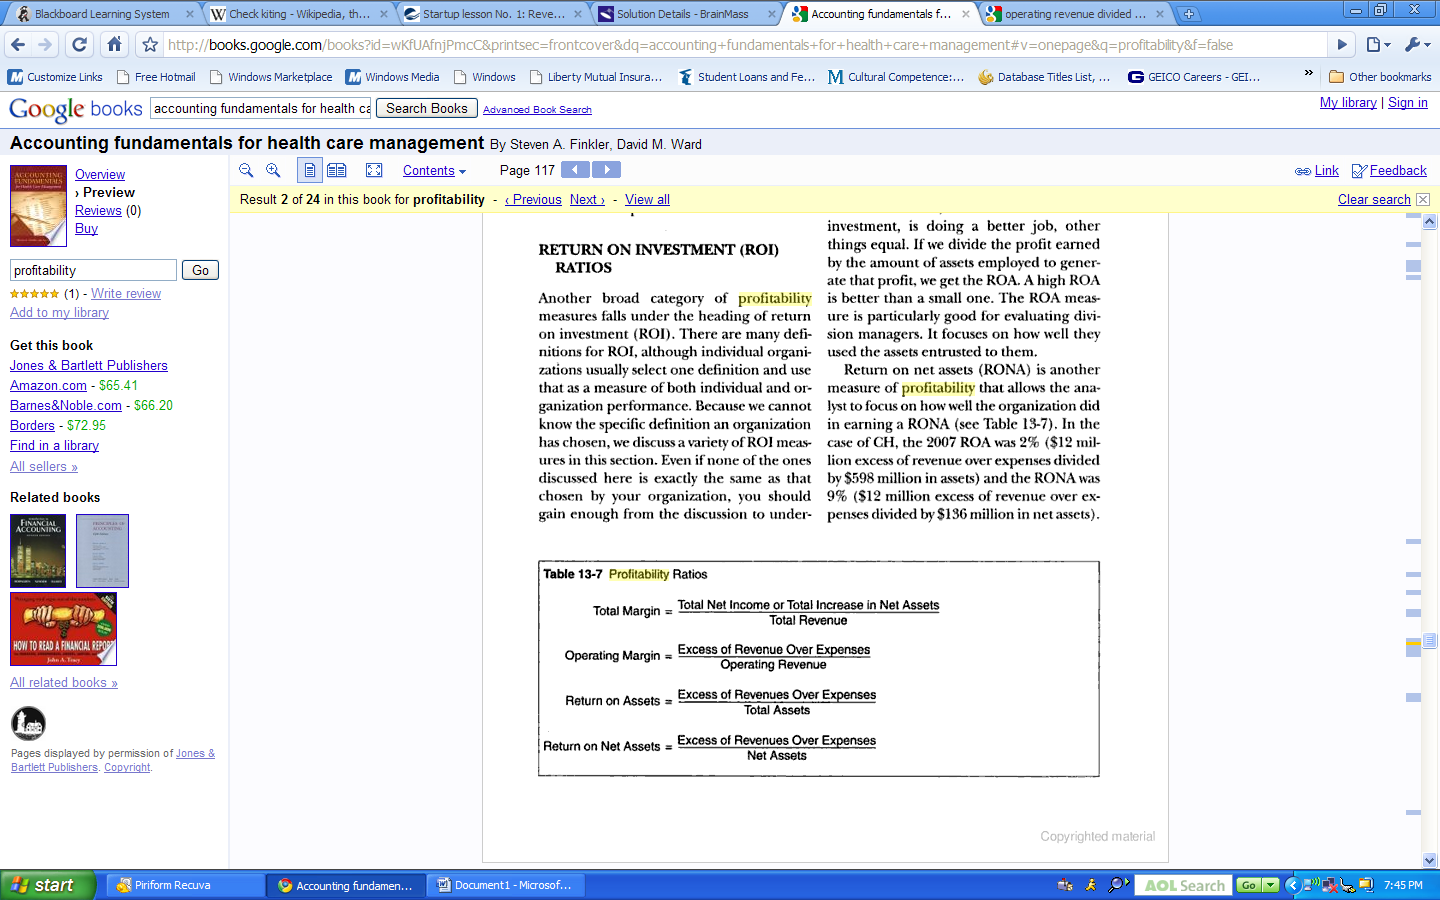 Blackboard Learning System
Check kiting - Wikipedia, th...
Startup lesson No. 1: Reve...
Solution Details - BrainMass
Accounting fundamentals f...
operating revenue divided ...
http://books.google.com/books?id=wKfUAfnjPmcC&printsec=frontcover&dq=accounting+fundamentals+for+health+care+management#v=onepage&q=profitability&f=false
Customize Links
Free Hotmail
Windows Marketplace
Windows Media
Windows
Liberty Mutual Insura...
Student Loans and Fe...
Cultural Competence:...
Database Titles List, ...
GEICO Careers - GEI...
»
Other bookmarks
Google books
accounting fundamentals for health ca
Search Books
Advanced Book Search
My library | Sign in
Accounting fundamentals for health care management By Steven A. Finkler, David M. Ward
Overview
› Preview
Reviews (0)
Buy
profitability
Go
(1) - Write review
Add to my library
Get this book
Jones & Bartlett Publishers
Amazon.com - $65.41
Barnes&Noble.com - $66.20
Borders - $72.95
Find in a library
All sellers »
Related books
FINANCIAL
ACCOUNTING
HOW TO READ A FINANCIAL REPORT
John A. Tracy
All related books »
Pages displayed by permission of Jones &
Bartlett Publishers. Copyright.
Contents
Page 117
Link
Feedback
Result 2 of 24 in this book for profitability - ‹ Previous Next › - View all
Clear search
RETURN ON INVESTMENT (ROI)
RATIOS
Another broad category of profitability
measures falls under the heading of return
on investment (ROI). There are many defi-
nitions for ROI, although individual organi-
zations usually select one definition and use
that as a measure of both individual and or-
ganization performance. Because we cannot
know the specific definition an organization
has chosen, we discuss a variety of ROI meas-
ures in this section. Even if none of the ones
discussed here is exactly the same as that
chosen by your organization, you should
gain enough from the discussion to under-
investment, is doing a better job, other
things equal. If we divide the profit earned
by the amount of assets employed to gener-
ate that profit, we get the ROA. A high ROA
is better than a small one. The ROA meas-
ure is particularly good for evaluating divi-
sion managers. It focuses on how well they
used the assets entrusted to them.
Return on net assets (RONA) is another
measure of profitability that allows the ana-
lyst to focus on how well the organization did
in earning a RONA (see Table 13-7). In the
case of CH, the 2007 ROA was 2% ($12 mil-
lion excess of revenue over expenses divided
by $598 million in assets) and the RONA was
9% ($12 million excess of revenue over ex-
penses divided by $136 million in net assets).
Table 13-7 Profitability Ratios
Total Margin = Total Net Income or Total Increase in Net Assets
Total Revenue
Operating Margin = Excess of Revenue Over Expenses
Operating Revenue
Return on Assets = Excess of Revenues Over Expenses
Total Assets
Return on Net Assets = Excess of Revenues Over Expenses
Net Assets
Copyrighted material
start
Piriform Recuva
Accounting fundamen...
Document1 - Microsof...
AOL Search
Go
7:45 PM